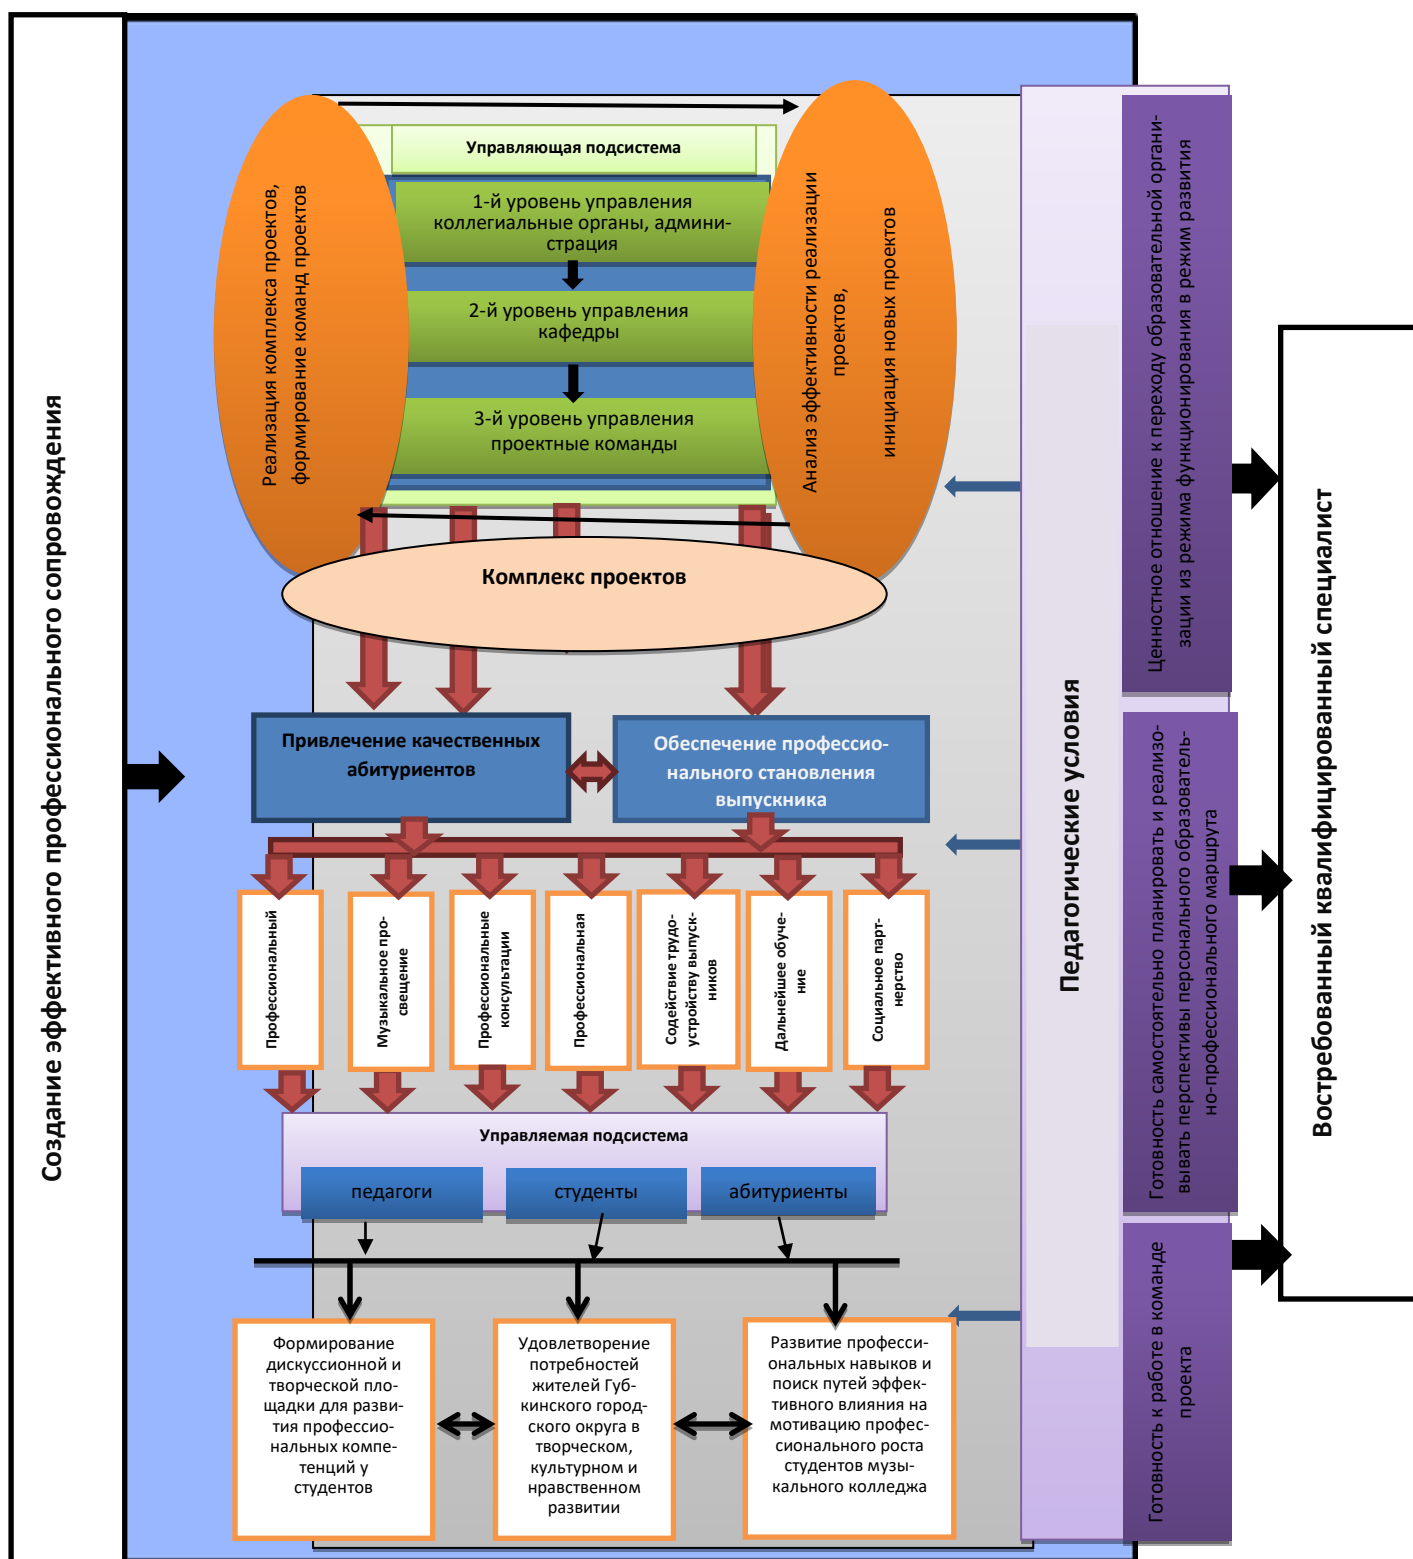 Создание эффективного профессионального сопровождения
Реализация комплекса проектов,
формирование команд проектов
Управляющая подсистема
1-й уровень управления
коллегиальные органы, админи-
страция
2-й уровень управления
кафедры
3-й уровень управления
проектные команды
Анализ эффективности реализации
проектов,
инициация новых проектов
Комплекс проектов
Привлечение качественных
абитуриентов
Обеспечение профессио-
нального становления
выпускника
Профессиональный
Музыкальное про-
свещение
Профессиональные
консультации
Профессиональная
Содействие трудо-
устройству выпуск-
ников
Дальнейшее обуче-
ние
Социальное парт-
нерство
Управляемая подсистема
педагоги
студенты
абитуриенты
Формирование
дискуссионной и
творческой пло-
щадки для разви-
тия профессио-
нальных компе-
тенций у
студентов
Удовлетворение
потребностей
жителей Губ-
кинского город-
ского округа в
творческом,
культурном и
нравственном
развитии
Развитие професси-
ональных навыков и
поиск путей эффек-
тивного влияния на
мотивацию профес-
сионального роста
студентов музы-
кального колледжа
Педагогические условия
Ценностное отношение к переходу образовательной органи-
зации из режима функционирования в режим развития
Готовность самостоятельно планировать и реализо-
вывать перспективы персонального образователь-
но-профессионального маршрута
Готовность к работе в команде
проекта
Востребованный квалифицированный специалист